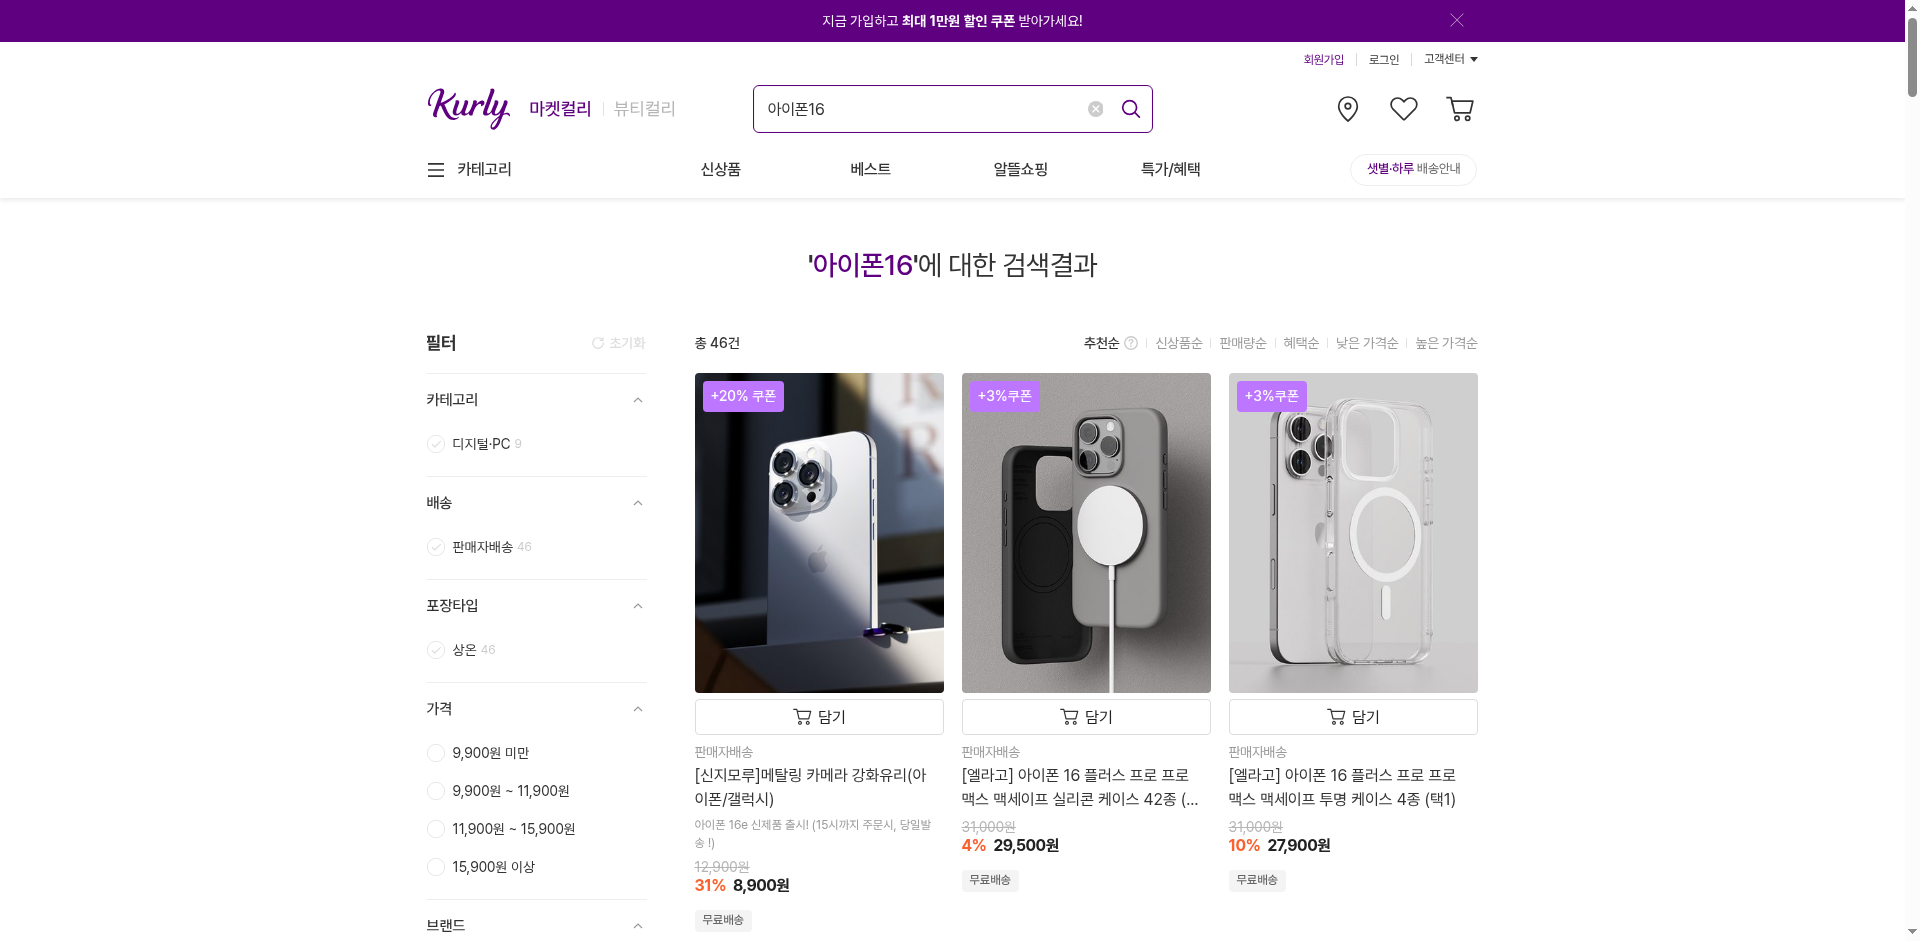 지금 가입하고 최대 1만원 할인 쿠폰 받아가세요!
회원가입
로그인
고객센터
Kurly
마켓컬리
뷰티컬리
아이폰16
카테고리
신상품
베스트
알뜰쇼핑
특가/혜택
샛별·하루 배송안내
'아이폰16'에 대한 검색결과
필터
초기화
총 46건
추천순
신상품순
판매량순
혜택순
낮은 가격순
높은 가격순
카테고리
디지털·PC 9
배송
판매자배송 46
포장타입
상온 46
가격
9,900원 미만
9,900원 ~ 11,900원
11,900원 ~ 15,900원
15,900원 이상
브랜드
+20% 쿠폰
담기
판매자배송
[신지모루]메탈링 카메라 강화유리(아
이폰/갤럭시)
아이폰 16e 신제품 출시! (15시까지 주문시, 당일발
송 !)
12,900원
31% 8,900원
무료배송
+3%쿠폰
담기
판매자배송
[엘라고] 아이폰 16 플러스 프로 프로
맥스 맥세이프 실리콘 케이스 42종 (...
31,000원
4% 29,500원
무료배송
+3%쿠폰
담기
판매자배송
[엘라고] 아이폰 16 플러스 프로 프로
맥스 맥세이프 투명 케이스 4종 (택1)
31,000원
10% 27,900원
무료배송